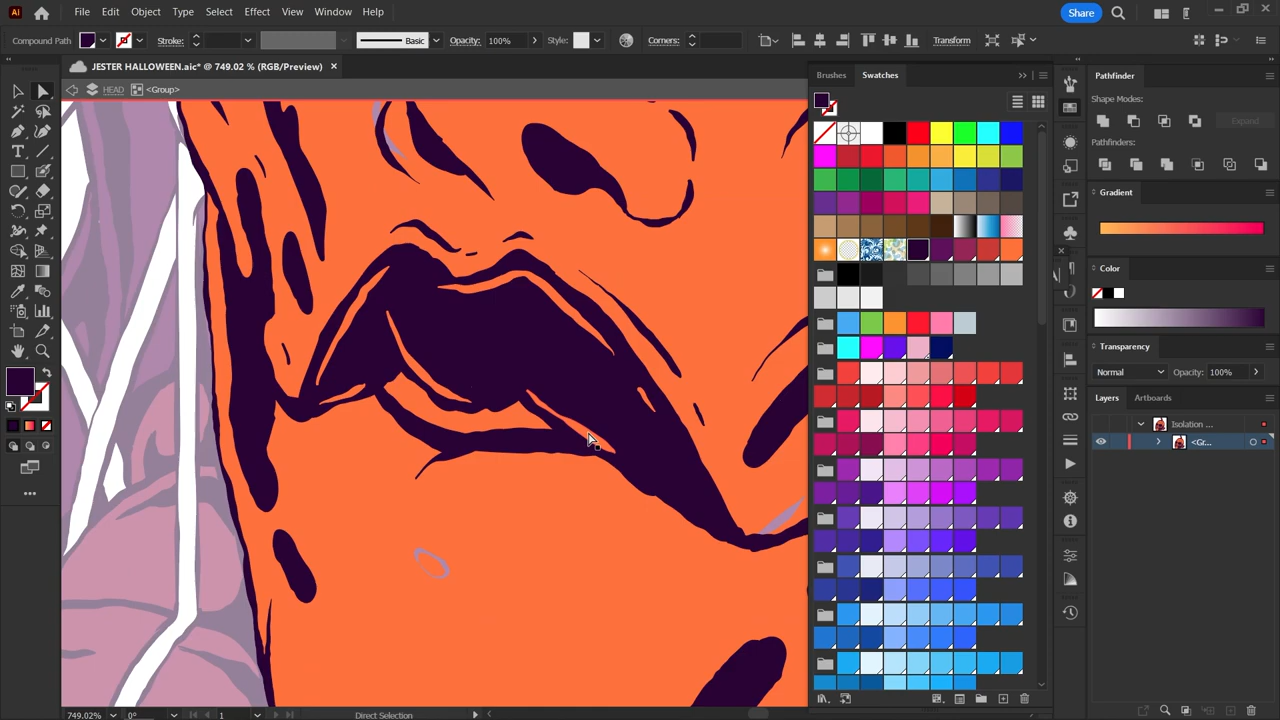 Ai File Edit Object Type Select Effect View Window Help Share
Compound Path Stroke: Basic Opacity: 100% Style: Corners: Transform
JESTER HALLOWEEN.aic* @ 749.02 % (RGB/Preview)
HEAD <Group>
Brushes Swatches
Pathfinder
Shape Modes:
Expand
Pathfinders:
Gradient
Color
Transparency
Normal Opacity: 100%
Layers Artboards
Isolation ...
<Gr...
749.02% 0° 1 Direct Selection